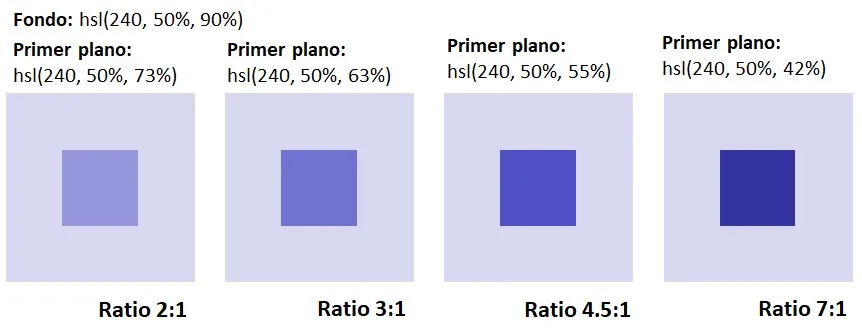 Fondo: hsl(240, 50%, 90%)
Primer plano:
hsl(240, 50%, 73%)
Primer plano:
hsl(240, 50%, 63%)
Primer plano:
hsl(240, 50%, 55%)
Primer plano:
hsl(240, 50%, 42%)
Ratio 2:1
Ratio 3:1
Ratio 4.5:1
Ratio 7:1